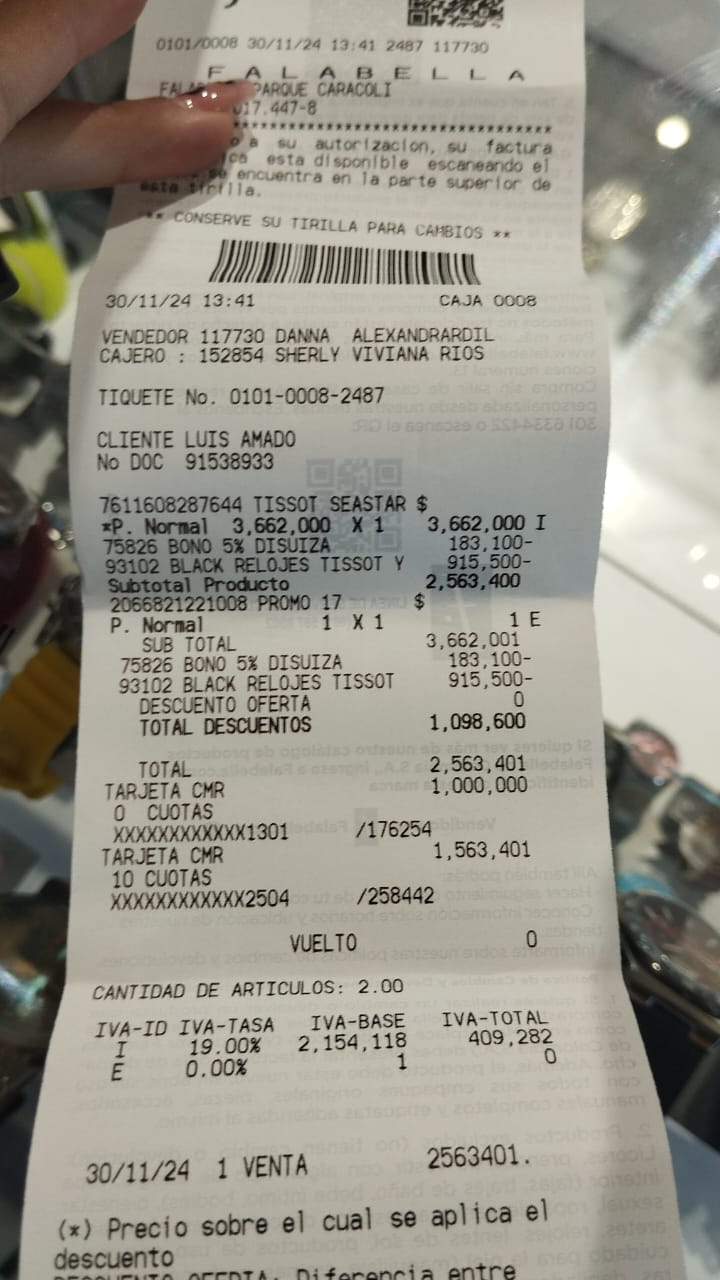 0101/0008 30/11/24 13:41 2487 117730
FALABELLA
PARQUE CARACOLI
017.447-8
****************************************
a su autorizacion, su factura
esta disponible escaneando el
se encuentra en la parte superior de
esta tirilla.
** CONSERVE SU TIRILLA PARA CAMBIOS **
30/11/24 13:41 CAJA 0008
VENDEDOR 117730 DANNA ALEXANDRARDIL
CAJERO : 152854 SHERLY VIVIANA RIOS
TIQUETE No. 0101-0008-2487
CLIENTE LUIS AMADO
No DOC 91538933
7611608287644 TISSOT SEASTAR $
*P. Normal 3,662,000 X 1 3,662,000 I
75826 BONO 5% DISUIZA 183,100-
93102 BLACK RELOJES TISSOT Y 915,500-
Subtotal Producto 2,563,400
2066821221008 PROMO 17 $
P. Normal 1 X 1 1 E
SUB TOTAL 3,662,001
75826 BONO 5% DISUIZA 183,100-
93102 BLACK RELOJES TISSOT 915,500-
DESCUENTO OFERTA 0
TOTAL DESCUENTOS 1,098,600
TOTAL 2,563,401
TARJETA CMR 1,000,000
0 CUOTAS
XXXXXXXXXXXX1301 /176254
TARJETA CMR 1,563,401
10 CUOTAS
XXXXXXXXXXXX2504 /258442
VUELTO 0
CANTIDAD DE ARTICULOS: 2.00
IVA-ID IVA-TASA IVA-BASE IVA-TOTAL
I 19.00% 2,154,118 409,282
E 0.00% 1 0
30/11/24 1 VENTA 2563401.
(*) Precio sobre el cual se aplica el
descuento
DESCUENTO OFERTA: Diferencia entre